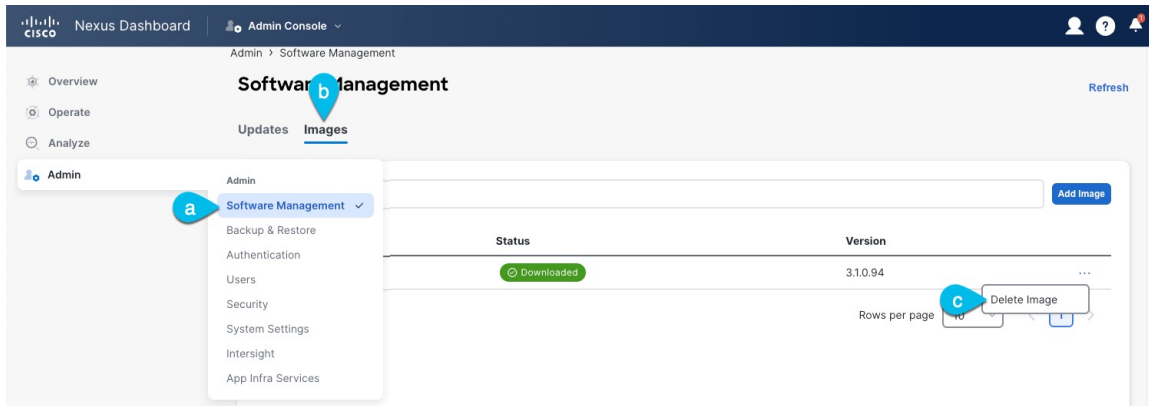 cisco Nexus Dashboard Admin Console
Admin > Software Management
Software Management
Refresh
Overview
Operate
Analyze
Admin
Updates Images
b
Admin
Software Management
a
Backup & Restore
Authentication
Users
Security
System Settings
Intersight
App Infra Services
Add Image
Status Version
Downloaded 3.1.0.94 ...
c Delete Image
Rows per page 10 1